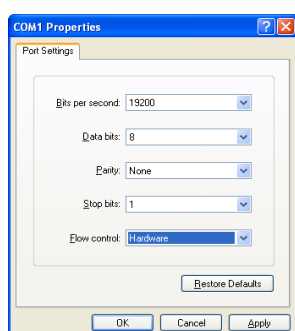 COM1 Properties
Port Settings
Bits per second: 19200
Data bits: 8
Parity: None
Stop bits: 1
Flow control: Hardware
Restore Defaults
OK Cancel Apply